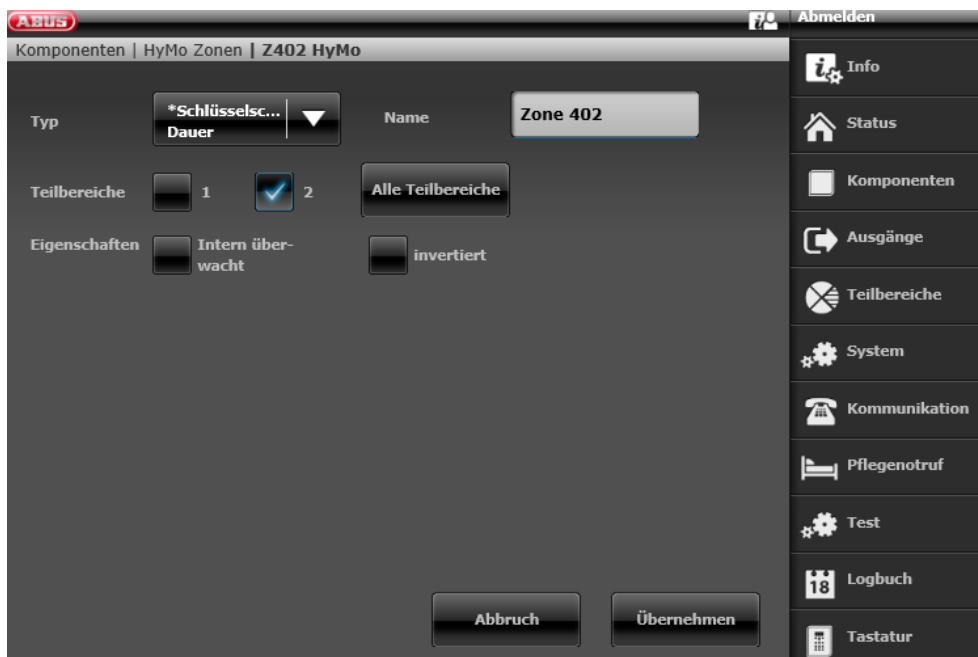 ABUS
Abmelden
Komponenten | HyMo Zonen | Z402 HyMo
Typ
*Schlüsselsc...
Dauer
Name
Zone 402
Teilbereiche
1
2
Alle Teilbereiche
Eigenschaften
Intern über-
wacht
invertiert
Abbruch
Übernehmen
Info
Status
Komponenten
Ausgänge
Teilbereiche
System
Kommunikation
Pflegenotruf
Test
18
Logbuch
Tastatur